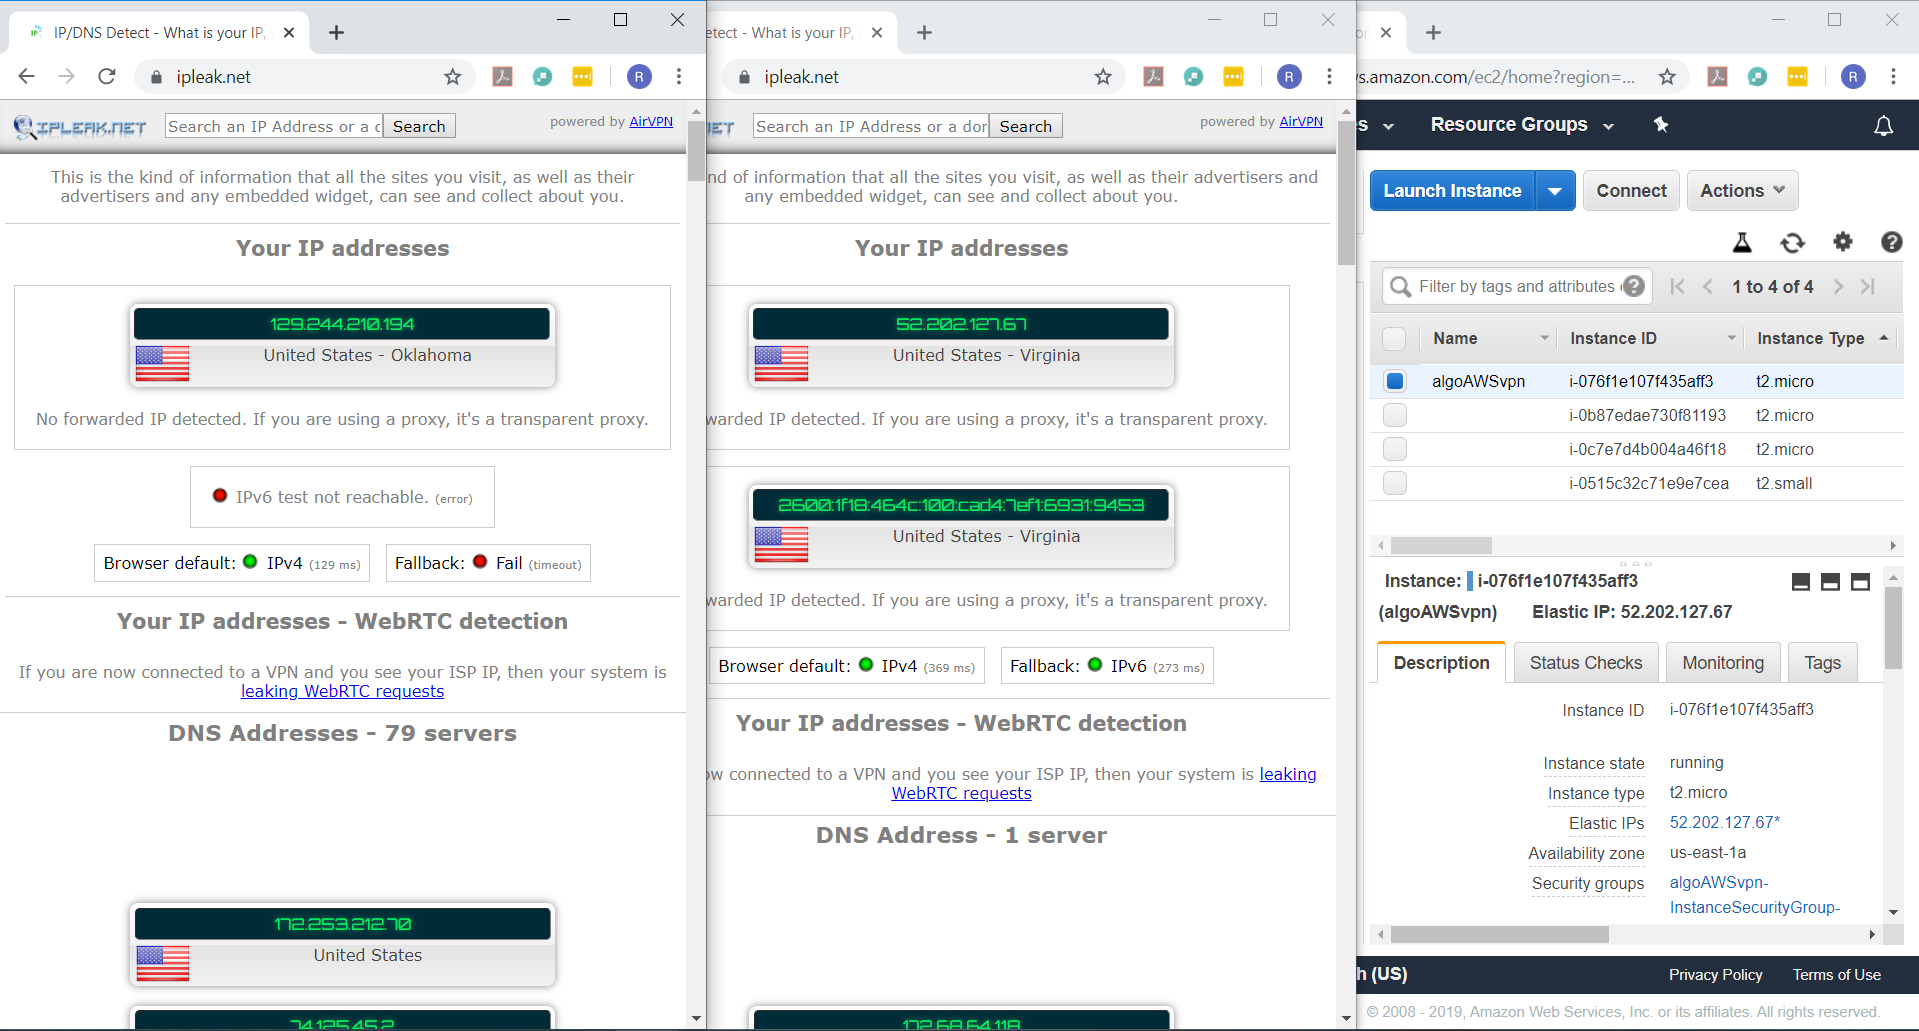 IP/DNS Detect - What is your IP,
ipleak.net
R
IPLEAK.NET
Search an IP Address or a
Search
powered by AirVPN
This is the kind of information that all the sites you visit, as well as their
advertisers and any embedded widget, can see and collect about you.
Your IP addresses
129.244.210.194
United States - Oklahoma
No forwarded IP detected. If you are using a proxy, it's a transparent proxy.
IPv6 test not reachable. (error)
Browser default: IPv4 (129 ms)
Fallback: Fail (timeout)
Your IP addresses - WebRTC detection
If you are now connected to a VPN and you see your ISP IP, then your system is
leaking WebRTC requests
DNS Addresses - 79 servers
172.253.212.70
United States
74.125.45.2
etect - What is your IP,
ipleak.net
R
NET
Search an IP Address or a dor
Search
powered by AirVPN
nd of information that all the sites you visit, as well as their advertisers and
any embedded widget, can see and collect about you.
Your IP addresses
52.202.127.67
United States - Virginia
warded IP detected. If you are using a proxy, it's a transparent proxy.
2600:1f18:464c:100:cad4:7ef1:6931:9453
United States - Virginia
warded IP detected. If you are using a proxy, it's a transparent proxy.
Browser default: IPv4 (369 ms)
Fallback: IPv6 (273 ms)
Your IP addresses - WebRTC detection
ow connected to a VPN and you see your ISP IP, then your system is leaking
WebRTC requests
DNS Address - 1 server
172.68.64.118
or
vs.amazon.com/ec2/home?region=...
R
s
Resource Groups
Launch Instance
Connect
Actions
Filter by tags and attributes
1 to 4 of 4
Name
Instance ID
Instance Type
algoAWSvpn
i-076f1e107f435aff3
t2.micro
i-0b87edae730f81193
t2.micro
i-0c7e7d4b004a46f18
t2.micro
i-0515c32c71e9e7cea
t2.small
Instance: i-076f1e107f435aff3
(algoAWSvpn)
Elastic IP: 52.202.127.67
Description
Status Checks
Monitoring
Tags
Instance ID
i-076f1e107f435aff3
Instance state
running
Instance type
t2.micro
Elastic IPs
52.202.127.67*
Availability zone
us-east-1a
Security groups
algoAWSvpn-
InstanceSecurityGroup-
h (US)
Privacy Policy
Terms of Use
© 2008 - 2019, Amazon Web Services, Inc. or its affiliates. All rights reserved.